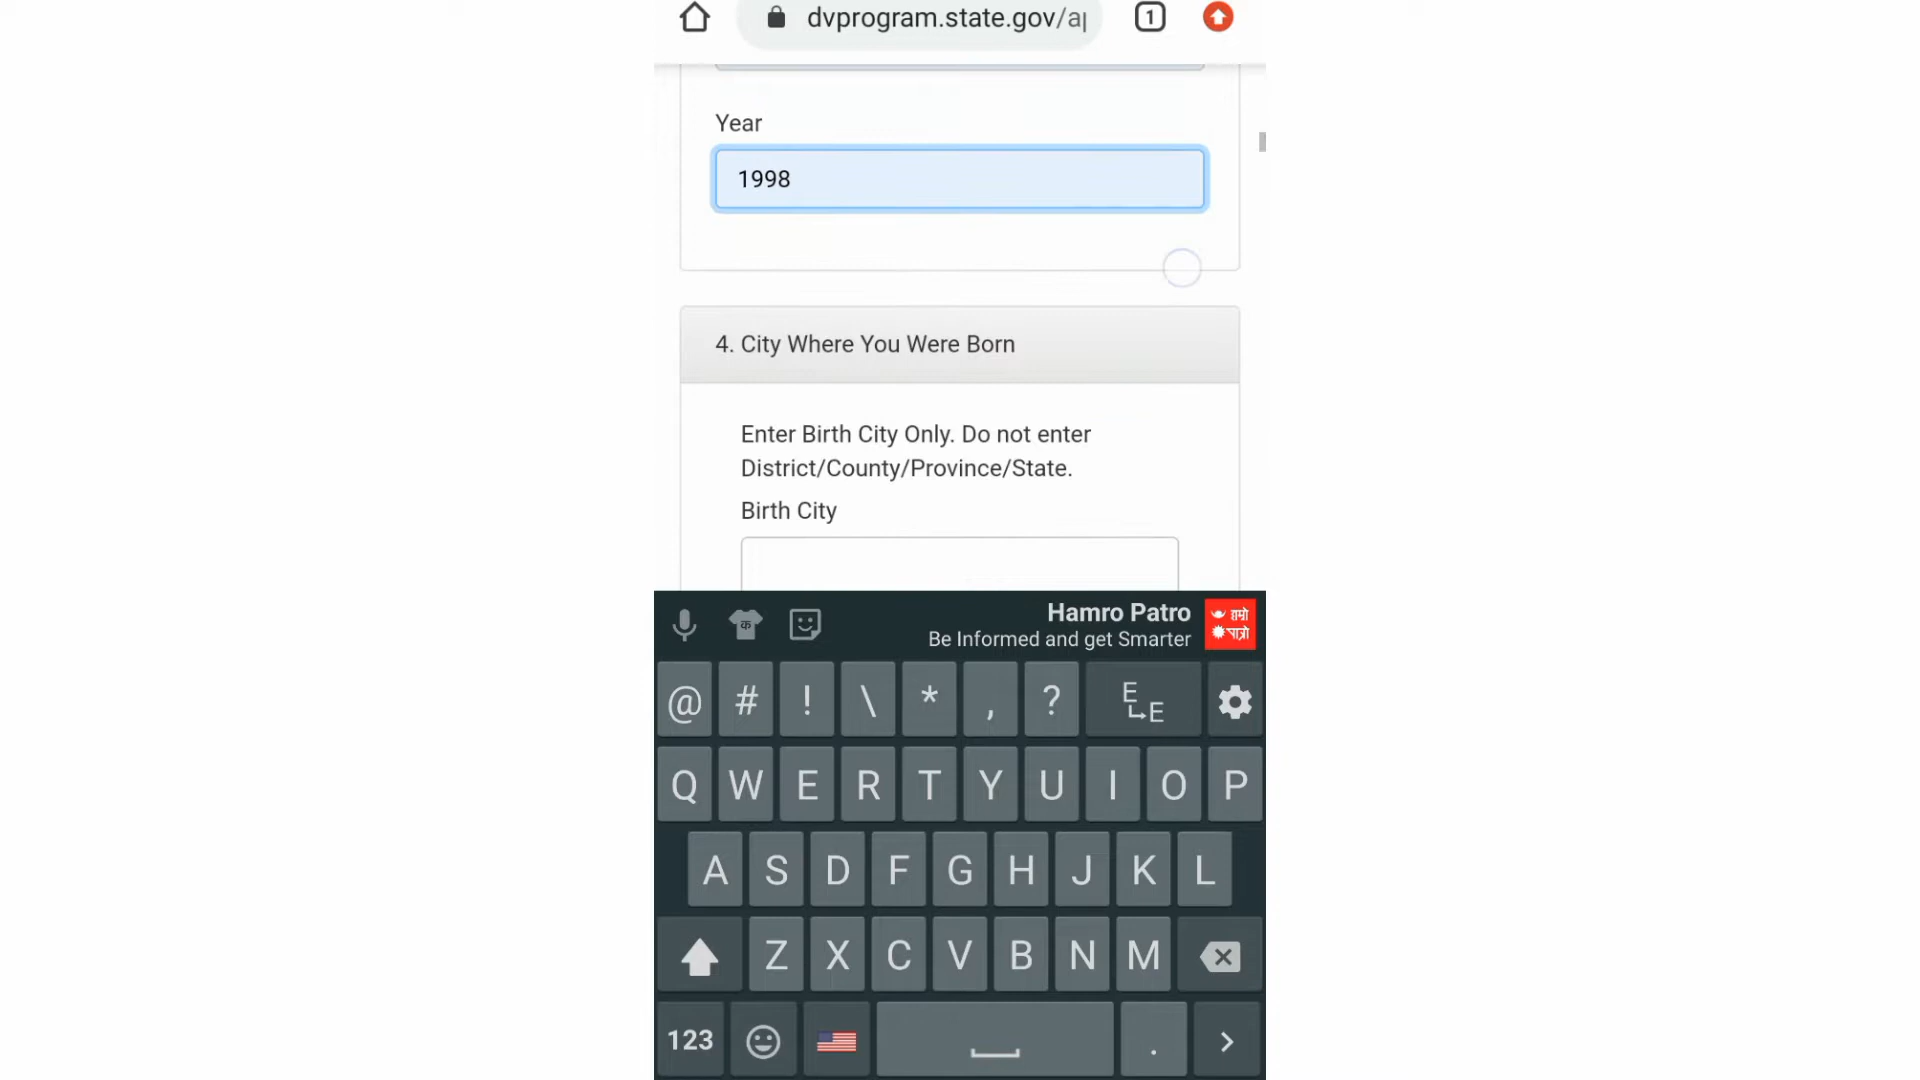 1
dvprogram.state.gov/ap
Year
1998
4. City Where You Were Born
Enter Birth City Only. Do not enter
District/County/Province/State.
Birth City
क
Hamro Patro
Be Informed and get Smarter
हाम्रो
पात्रो
@ # ! \ * , ? E E
Q W E R T Y U I O P
A S D F G H J K L
Z X C V B N M
123 . >